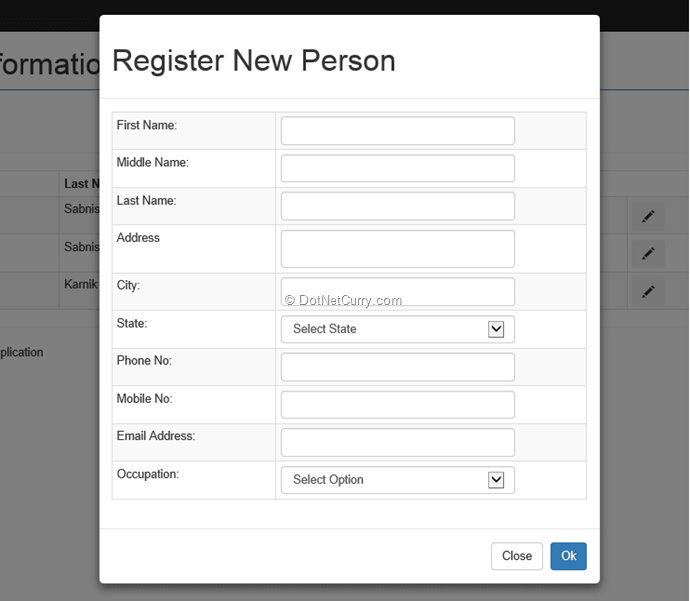 formatio
Register New Person
First Name:
Middle Name:
Last N
Last Name:
Sabnis
Address
Sabnis
City:
Karnik
© DotNetCurry.com
State:
Select State
plication
Phone No:
Mobile No:
Email Address:
Occupation:
Select Option
Close
Ok